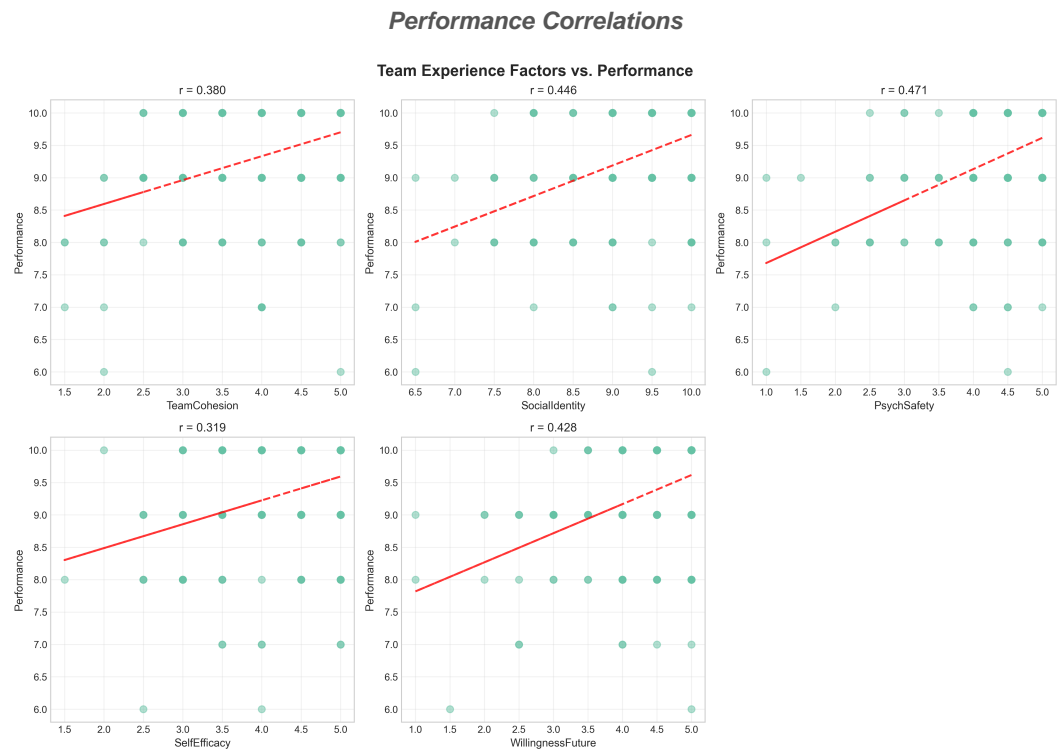 Performance Correlations
Team Experience Factors vs. Performance
r = 0.380
10.0
9.5
9.0
8.5
8.0
7.5
7.0
6.5
6.0
Performance
1.5 2.0 2.5 3.0 3.5 4.0 4.5 5.0
TeamCohesion
r = 0.446
10.0
9.5
9.0
8.5
8.0
7.5
7.0
6.5
6.0
Performance
6.5 7.0 7.5 8.0 8.5 9.0 9.5 10.0
SocialIdentity
r = 0.471
10.0
9.5
9.0
8.5
8.0
7.5
7.0
6.5
6.0
Performance
1.0 1.5 2.0 2.5 3.0 3.5 4.0 4.5 5.0
PsychSafety
r = 0.319
10.0
9.5
9.0
8.5
8.0
7.5
7.0
6.5
6.0
Performance
1.5 2.0 2.5 3.0 3.5 4.0 4.5 5.0
SelfEfficacy
r = 0.428
10.0
9.5
9.0
8.5
8.0
7.5
7.0
6.5
6.0
Performance
1.0 1.5 2.0 2.5 3.0 3.5 4.0 4.5 5.0
WillingnessFuture